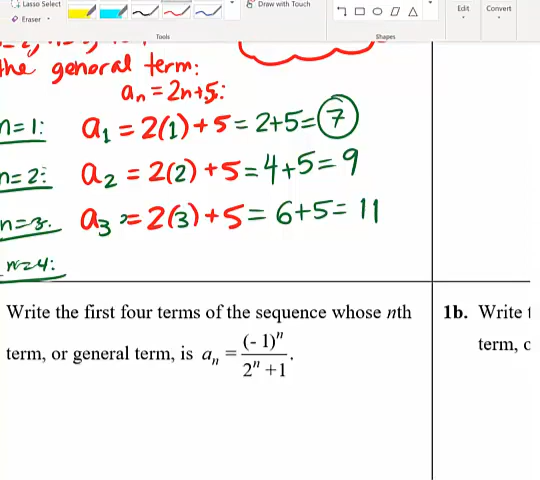 Lasso Select
Eraser
Draw with Touch
Edit
Convert
Tools
Shapes
the general term:
an = 2n+5:
n=1: a1 = 2(1) + 5 = 2+5 = 7
n=2: a2 = 2(2) + 5 = 4+5 = 9
n=3. a3 = 2(3) + 5 = 6+5 = 11
n=4:
Write the first four terms of the sequence whose nth
term, or general term, is a_n = (- 1)^n / 2^n + 1.
1b. Write
term,